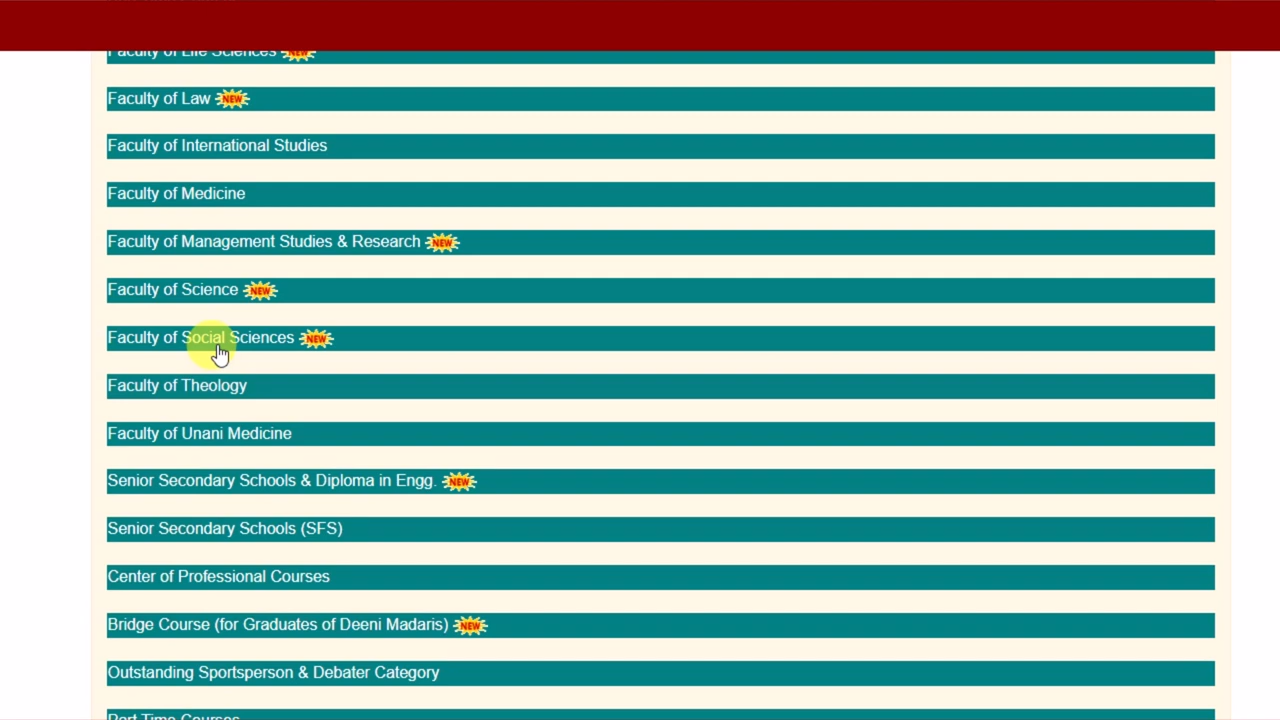 Faculty of Life Sciences NEW
Faculty of Law NEW
Faculty of International Studies
Faculty of Medicine
Faculty of Management Studies & Research NEW
Faculty of Science NEW
Faculty of Social Sciences NEW
Faculty of Theology
Faculty of Unani Medicine
Senior Secondary Schools & Diploma in Engg. NEW
Senior Secondary Schools (SFS)
Center of Professional Courses
Bridge Course (for Graduates of Deeni Madaris) NEW
Outstanding Sportsperson & Debater Category
Part Time Courses